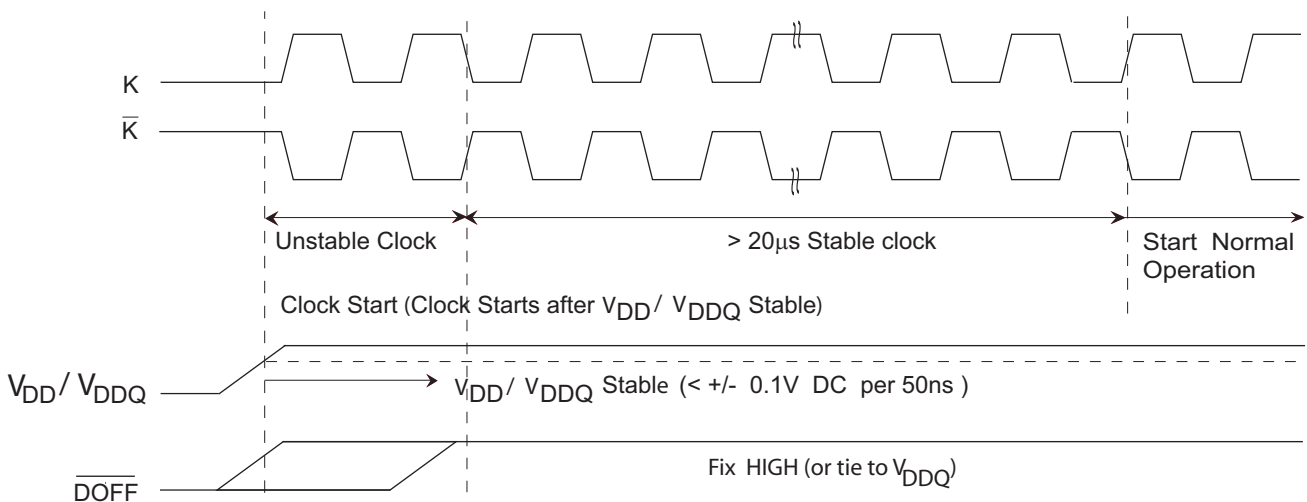 K
K̅
Unstable Clock
> 20μs Stable clock
Start Normal
Operation
Clock Start (Clock Starts after VDD/ VDDQ Stable)
VDD/ VDDQ
VDD/ VDDQ Stable (< +/- 0.1V DC per 50ns )
D̅O̅F̅F̅
Fix HIGH (or tie to VDDQ)